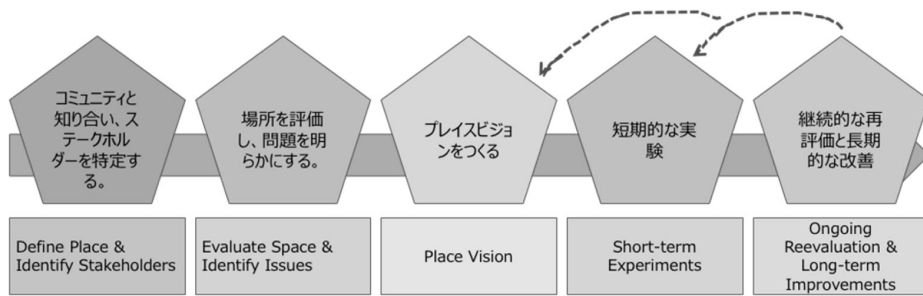 コミュニティと
知り合い、ス
テークホル
ダーを特定す
る。
場所を評価
し、問題を明
らかにする。
プレイスビジョ
ンをつくる
短期的な実
験
継続的な再
評価と長期
的な改善
Define Place &
Identify Stakeholders
Evaluate Space &
Identify Issues
Place Vision
Short-term
Experiments
Ongoing
Reevaluation &
Long-term
Improvements